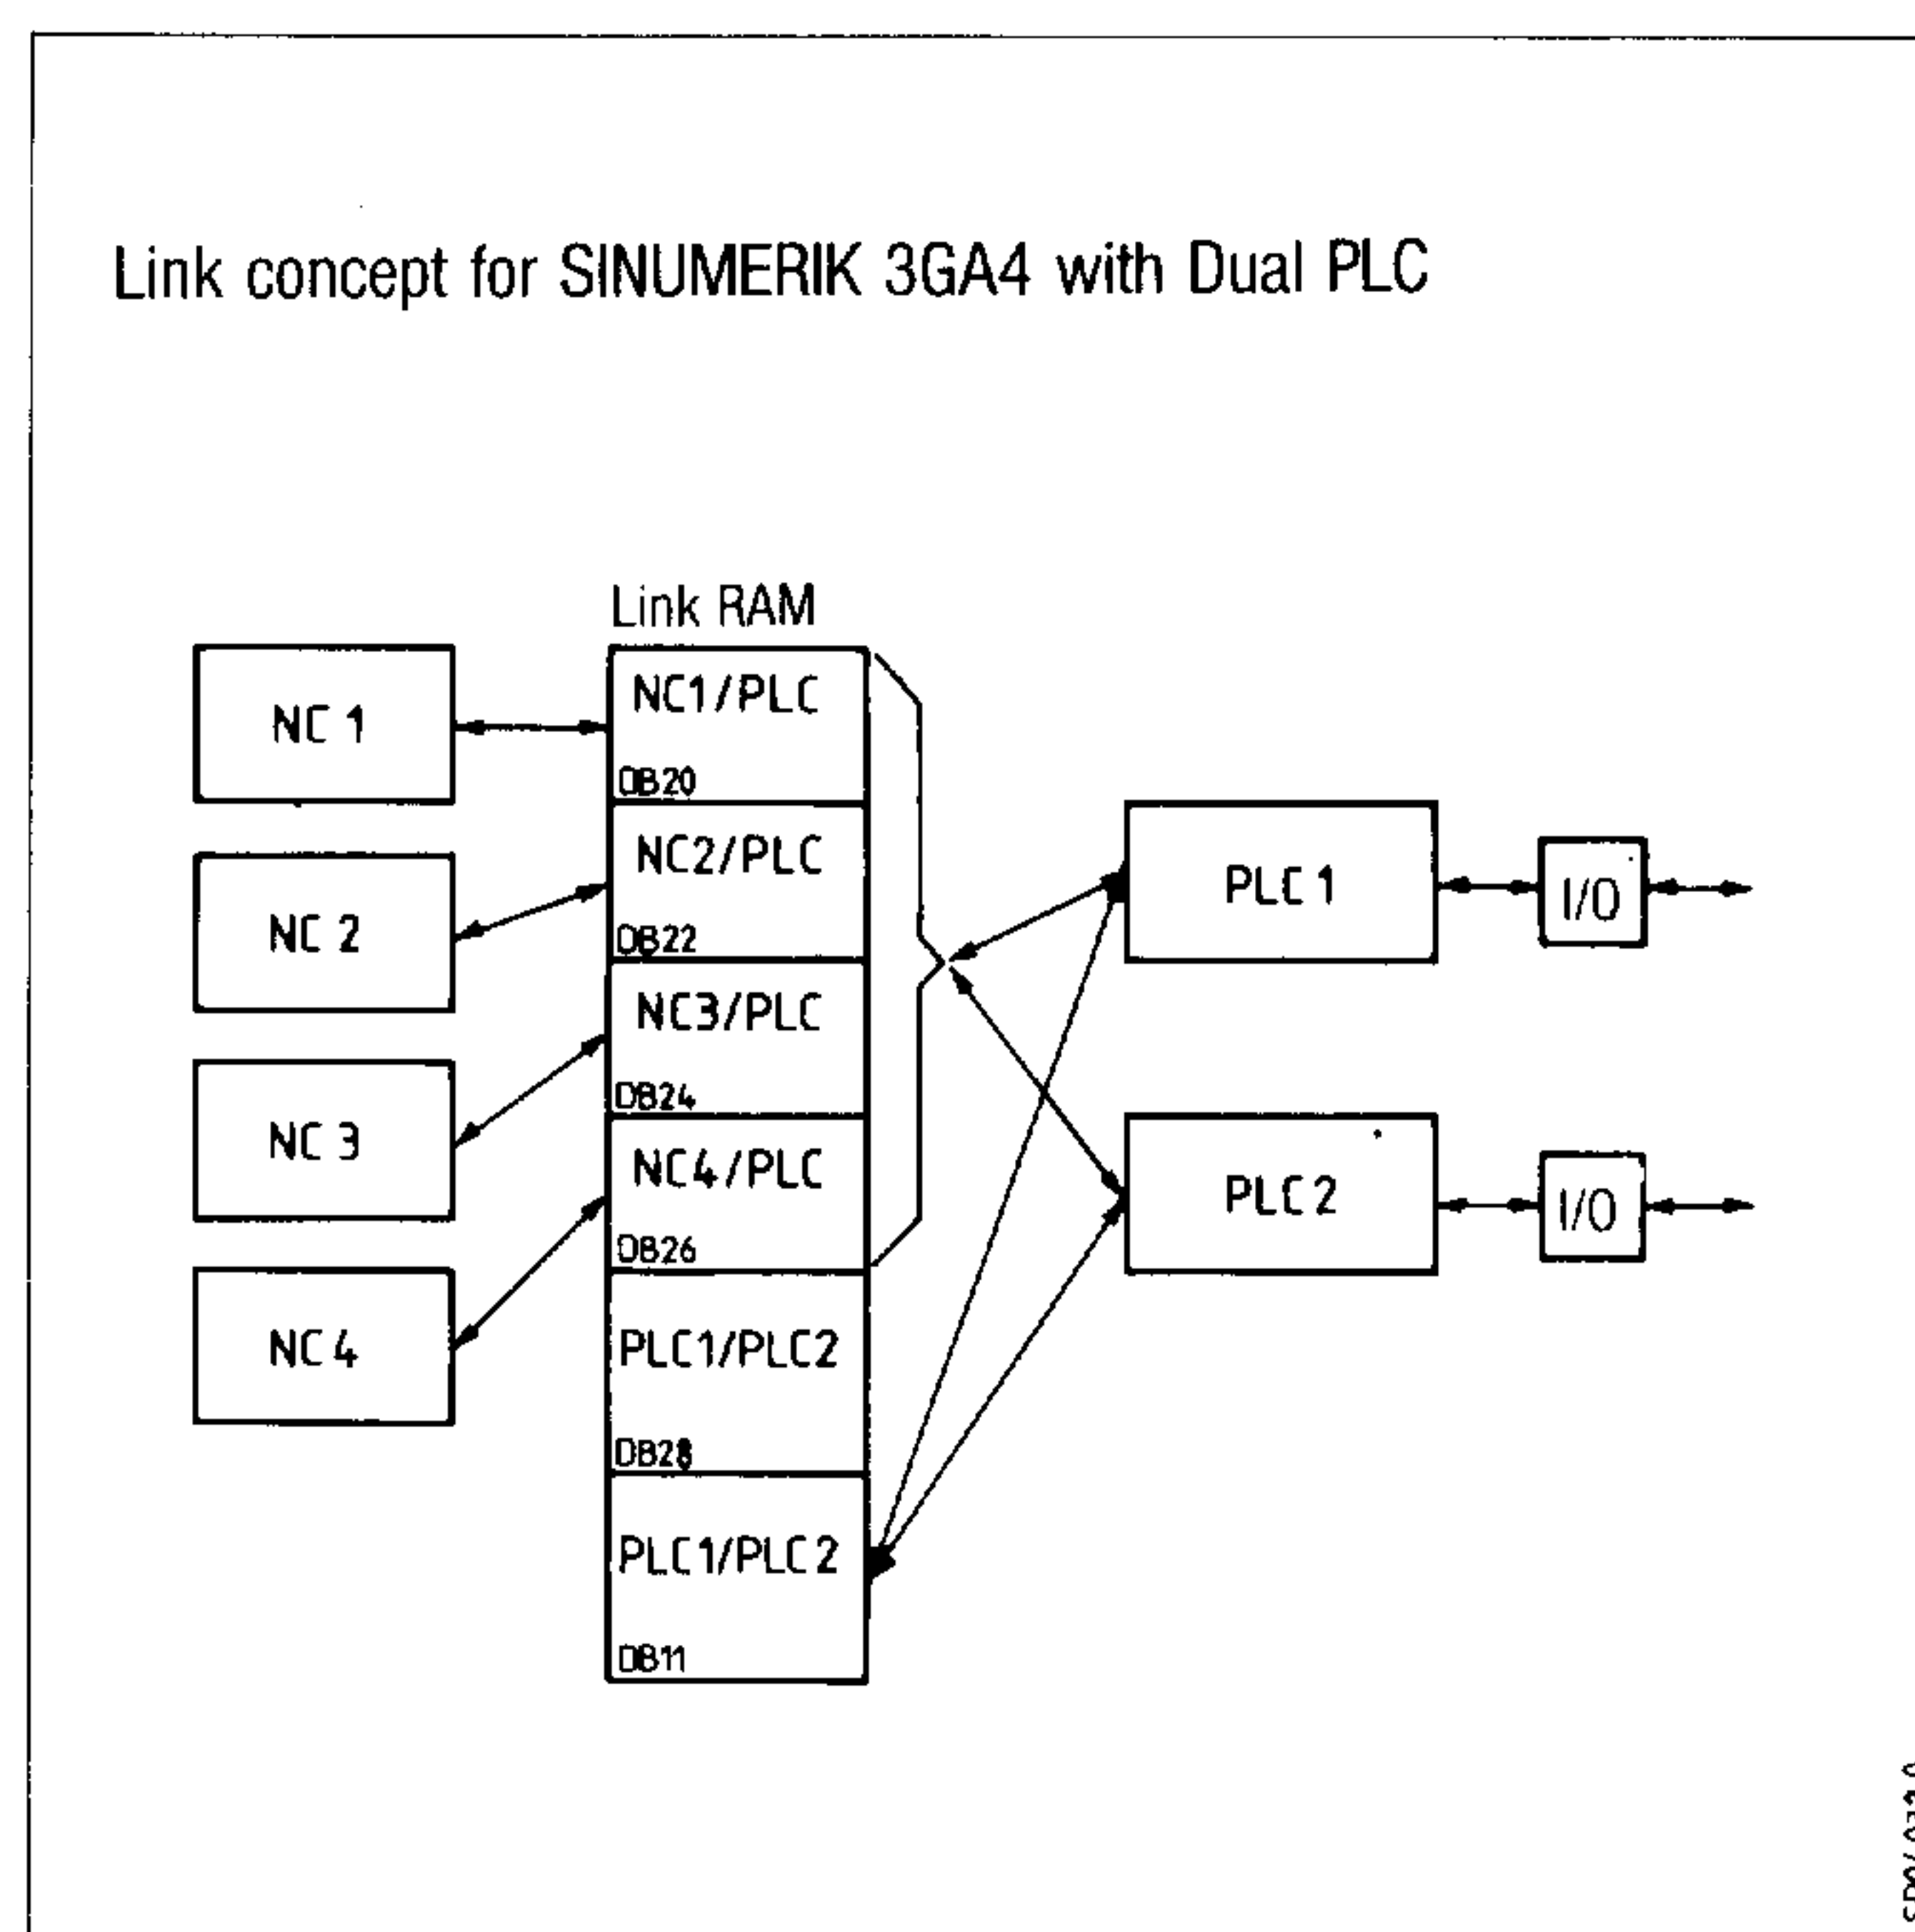 Link concept for SINUMERIK 3GA4 with Dual PLC
Link RAM
NC 1
NC 2
NC 3
NC 4
NC1/PLC
DB20
NC2/PLC
DB22
NC3/PLC
DB24
NC4/PLC
DB26
PLC1/PLC2
DB28
PLC1/PLC2
DB11
PLC 1
I/O
PLC 2
I/O